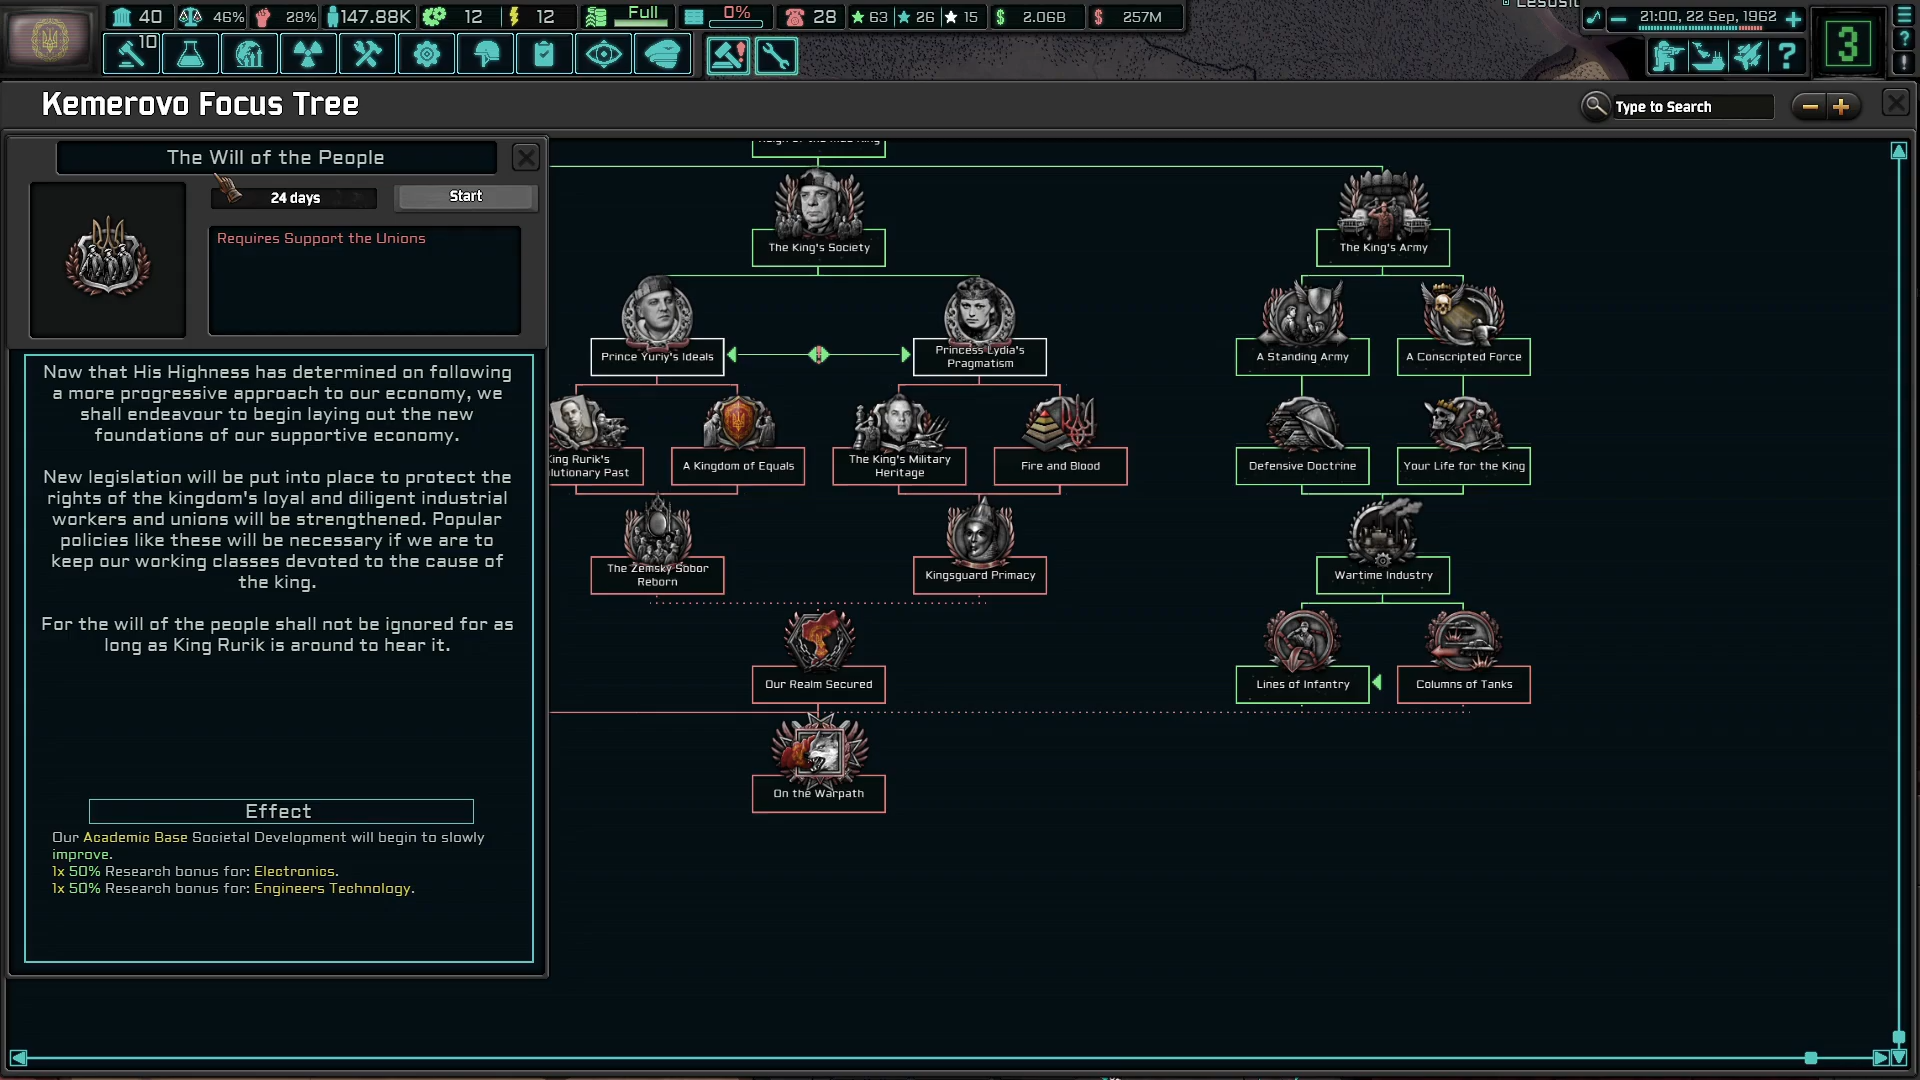 40
46%
28%
147.88K
12
12
Full
0%
28
63
26
15
$ 2.06B
$ 257M
21:00, 22 Sep, 1962
3
10
Kemerovo Focus Tree
Type to Search
The Will of the People
24 days
Start
Requires Support the Unions
Now that His Highness has determined on following
a more progressive approach to our economy, we
shall endeavour to begin laying out the new
foundations of our supportive economy.
New legislation will be put into place to protect the
rights of the kingdom's loyal and diligent industrial
workers and unions will be strengthened. Popular
policies like these will be necessary if we are to
keep our working classes devoted to the cause of
the king.
For the will of the people shall not be ignored for as
long as King Rurik is around to hear it.
Effect
Our Academic Base Societal Development will begin to slowly
improve.
1x 50% Research bonus for: Electronics.
1x 50% Research bonus for: Engineers Technology.
The King's Society
The King's Army
Prince Yuriy's Ideals
Princess Lydia's
Pragmatism
A Standing Army
A Conscripted Force
King Rurik's
lutionary Past
A Kingdom of Equals
The King's Military
Heritage
Fire and Blood
Defensive Doctrine
Your Life for the King
The Zemsky Sobor
Reborn
Kingsguard Primacy
Wartime Industry
Our Realm Secured
Lines of Infantry
Columns of Tanks
On the Warpath